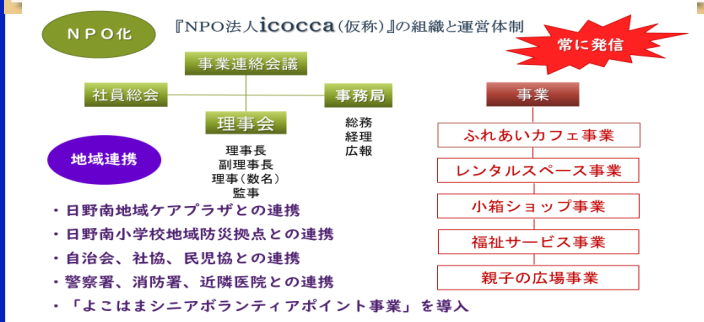 NPO化
『NPO法人icocca(仮称)』の組織と運営体制
常に発信
事業連絡会議
社員総会
事務局
理事会
総務
経理
広報
理事長
副理事長
理事(数名)
監事
事業
ふれあいカフェ事業
レンタルスペース事業
小箱ショップ事業
福祉サービス事業
親子の広場事業
地域連携
・日野南地域ケアプラザとの連携
・日野南小学校地域防災拠点との連携
・自治会、社協、民児協との連携
・警察署、消防署、近隣医院との連携
・「よこはまシニアボランティアポイント事業」を導入